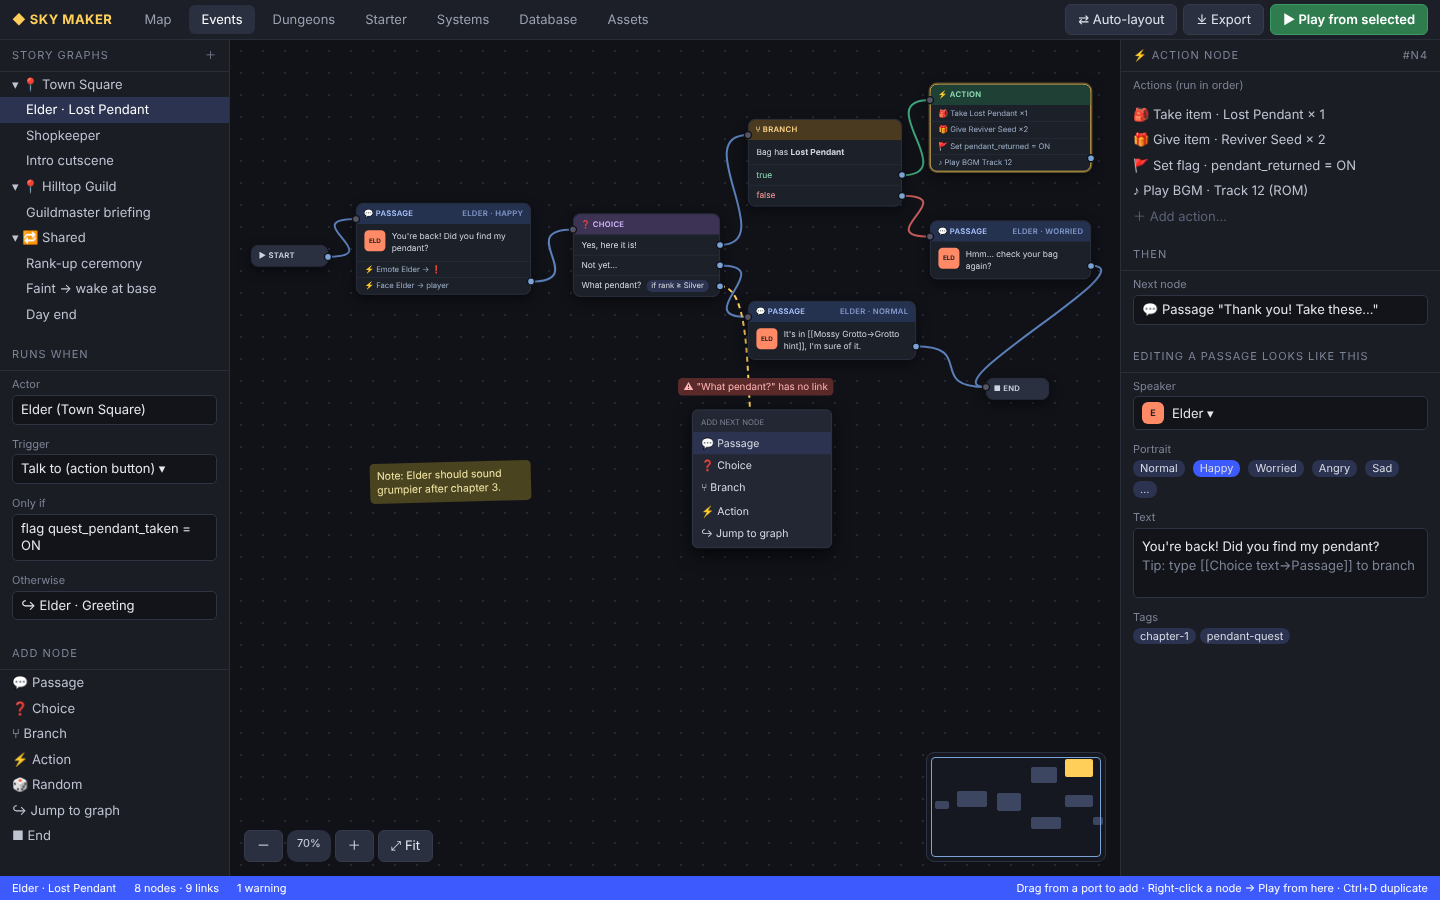 ◆ SKY MAKER
Map
Events
Dungeons
Starter
Systems
Database
Assets
⇄ Auto-layout
Export
▶ Play from selected
STORY GRAPHS
+
▾ 📍 Town Square
Elder · Lost Pendant
Shopkeeper
Intro cutscene
▾ 📍 Hilltop Guild
Guildmaster briefing
▾ 🔁 Shared
Rank-up ceremony
Faint → wake at base
Day end
RUNS WHEN
Actor
Elder (Town Square)
Trigger
Talk to (action button) ▾
Only if
flag quest_pendant_taken =
ON
Otherwise
↪ Elder · Greeting
ADD NODE
💬 Passage
❓ Choice
⑂ Branch
⚡ Action
🎲 Random
↪ Jump to graph
■ End
▶ START
💬 PASSAGE
ELDER · HAPPY
ELD
You're back! Did you find my
pendant?
⚡ Emote Elder → ❗
⚡ Face Elder → player
❓ CHOICE
Yes, here it is!
Not yet...
What pendant?
if rank ≥ Silver
⑂ BRANCH
Bag has Lost Pendant
true
false
⚡ ACTION
🎒 Take Lost Pendant ×1
🎁 Give Reviver Seed ×2
🚩 Set pendant_returned = ON
♪ Play BGM Track 12
💬 PASSAGE
ELDER · WORRIED
ELD
Hmm... check your bag
again?
💬 PASSAGE
ELDER · NORMAL
ELD
It's in [[Mossy Grotto→Grotto
hint]], I'm sure of it.
■ END
⚠ "What pendant?" has no link
ADD NEXT NODE
💬 Passage
❓ Choice
⑂ Branch
⚡ Action
↪ Jump to graph
Note: Elder should sound
grumpier after chapter 3.
−
70%
+
⤢ Fit
⚡ ACTION NODE
#N4
Actions (run in order)
🎒 Take item · Lost Pendant × 1
🎁 Give item · Reviver Seed × 2
🚩 Set flag · pendant_returned = ON
♪ Play BGM · Track 12 (ROM)
+ Add action...
THEN
Next node
💬 Passage "Thank you! Take these..."
EDITING A PASSAGE LOOKS LIKE THIS
Speaker
E
Elder ▾
Portrait
Normal
Happy
Worried
Angry
Sad
...
Text
You're back! Did you find my pendant?
Tip: type [[Choice text→Passage]] to branch
Tags
chapter-1
pendant-quest
Elder · Lost Pendant
8 nodes · 9 links
1 warning
Drag from a port to add · Right-click a node → Play from here · Ctrl+D duplicate